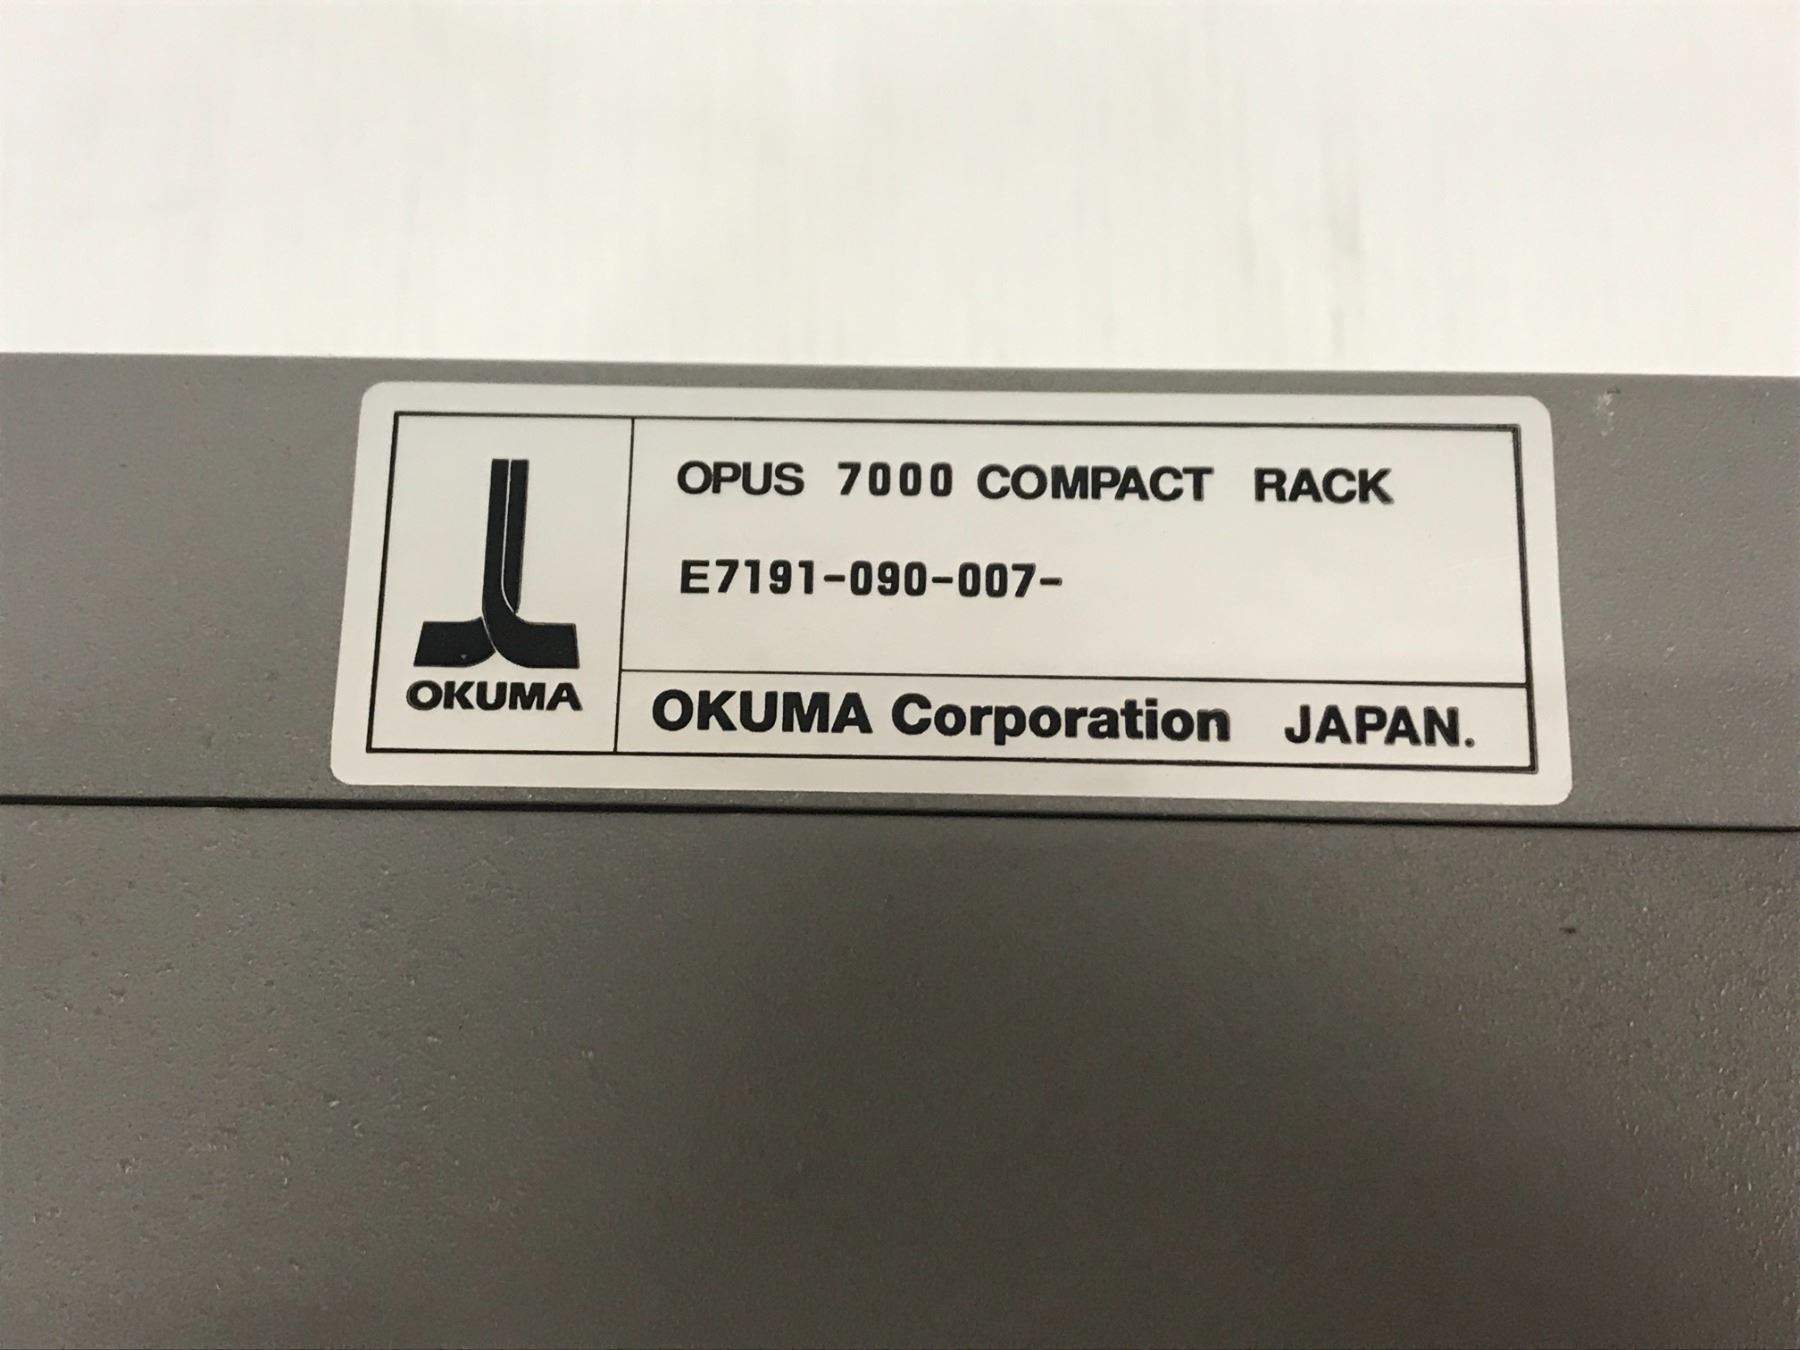 OPUS 7000 COMPACT RACK
E7191-090-007-
OKUMA
OKUMA Corporation JAPAN.